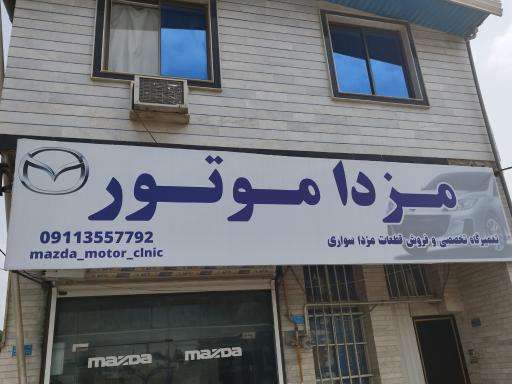 مزدا موتور
تعمیرگاه تخصصی و فروش قطعات مزدا سواری
09113557792
mazda_motor_clnic
mazda mazda